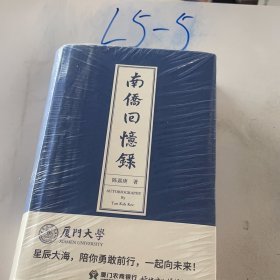 L5-5
南僑回憶錄
陈嘉庚 著
AUTOBIOGRAPHY
By
Tan Kah Kee
厦门大學
XIAMEN UNIVERSITY
星辰大海，陪你勇敢前行，一起向未来！
厦门农商银行